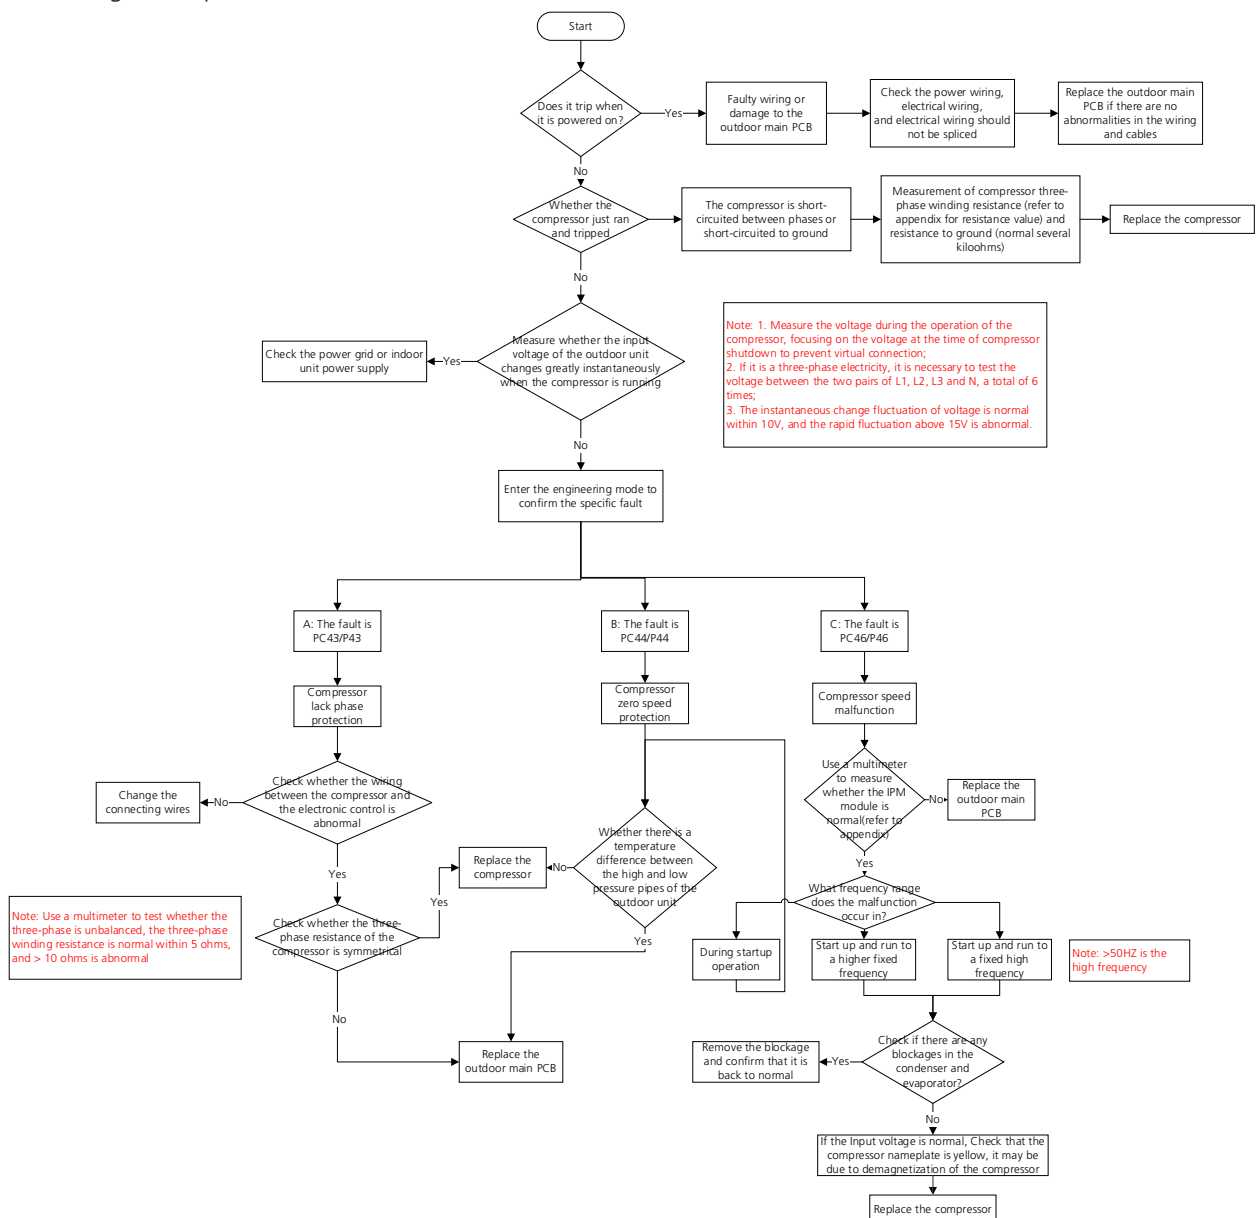 Start
Does it trip when
it is powered on?
Yes
Faulty wiring or
damage to the
outdoor main PCB
Check the power wiring,
electrical wiring,
and electrical wiring should
not be spliced
Replace the outdoor main
PCB if there are no
abnormalities in the wiring
and cables
No
Whether the
compressor just ran
and tripped
The compressor is short-
circuited between phases or
short-circuited to ground
Measurement of compressor three-
phase winding resistance (refer to
appendix for resistance value) and
resistance to ground (normal several
kiloohms)
Replace the compressor
No
Measure whether the input
voltage of the outdoor unit
changes greatly instantaneously
when the compressor is running
Yes
Check the power grid or indoor
unit power supply
Note: 1. Measure the voltage during the operation of the
compressor, focusing on the voltage at the time of compressor
shutdown to prevent virtual connection;
2. If it is a three-phase electricity, it is necessary to test the
voltage between the two pairs of L1, L2, L3 and N, a total of 6
times;
3. The instantaneous change fluctuation of voltage is normal
within 10V, and the rapid fluctuation above 15V is abnormal.
No
Enter the engineering mode to
confirm the specific fault
A: The fault is
PC43/P43
B: The fault is
PC44/P44
C: The fault is
PC46/P46
Compressor
lack phase
protection
Compressor
zero speed
protection
Compressor speed
malfunction
Check whether the wiring
between the compressor and
the electronic control is
abnormal
No
Change the
connecting wires
Yes
Check whether the three-
phase resistance of the
compressor is symmetrical
Yes
Replace the
compressor
No
Whether there is a
temperature
difference between
the high and low
pressure pipes of the
outdoor unit
Yes
Note: Use a multimeter to test whether the
three-phase is unbalanced, the three-phase
winding resistance is normal within 5 ohms,
and > 10 ohms is abnormal
No
Replace the
outdoor main PCB
Use a multimeter
to measure
whether the IPM
module is
normal(refer to
appendix)
No
Replace the
outdoor main
PCB
Yes
What frequency range
does the malfunction
occur in?
During startup
operation
Start up and run to
a higher fixed
frequency
Start up and run to
a fixed high
frequency
Note: >50HZ is the
high frequency
Check if there are any
blockages in the
condenser and
evaporator?
Yes
Remove the blockage
and confirm that it is
back to normal
No
If the Input voltage is normal, Check that the
compressor nameplate is yellow, it may be
due to demagnetization of the compressor
Replace the compressor